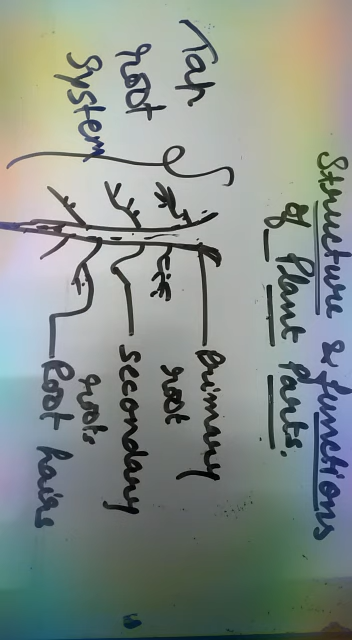 Structure & functions
of Plant Parts.
Tap
root
System
Primary
root
Secondary
roots
Root hairs